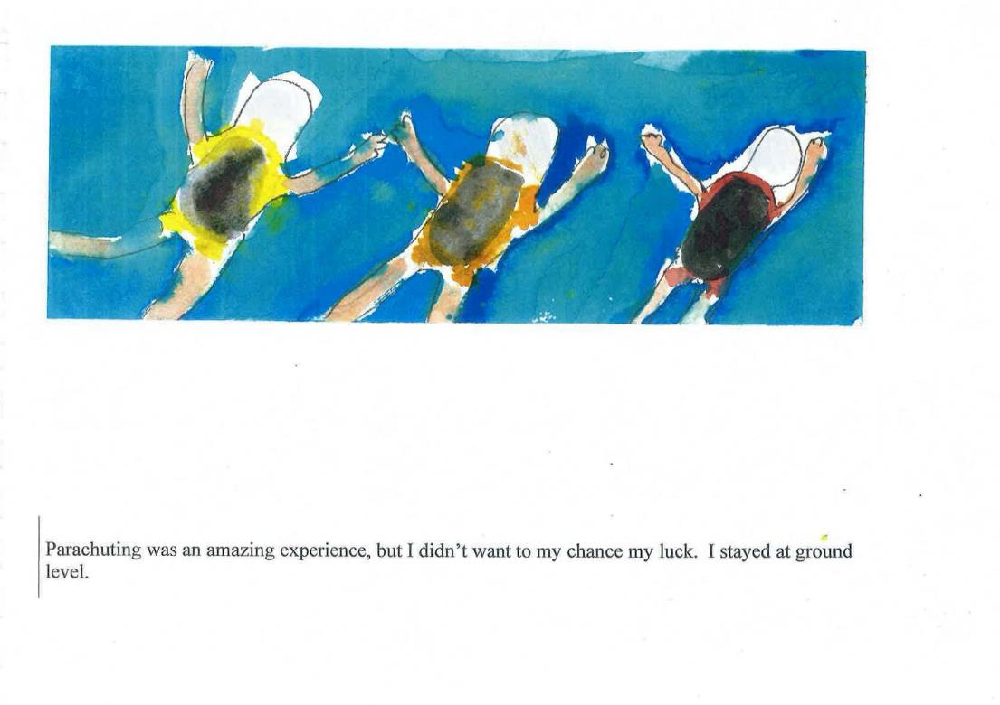 Parachuting was an amazing experience, but I didn't want to my chance my luck.  I stayed at ground
level.